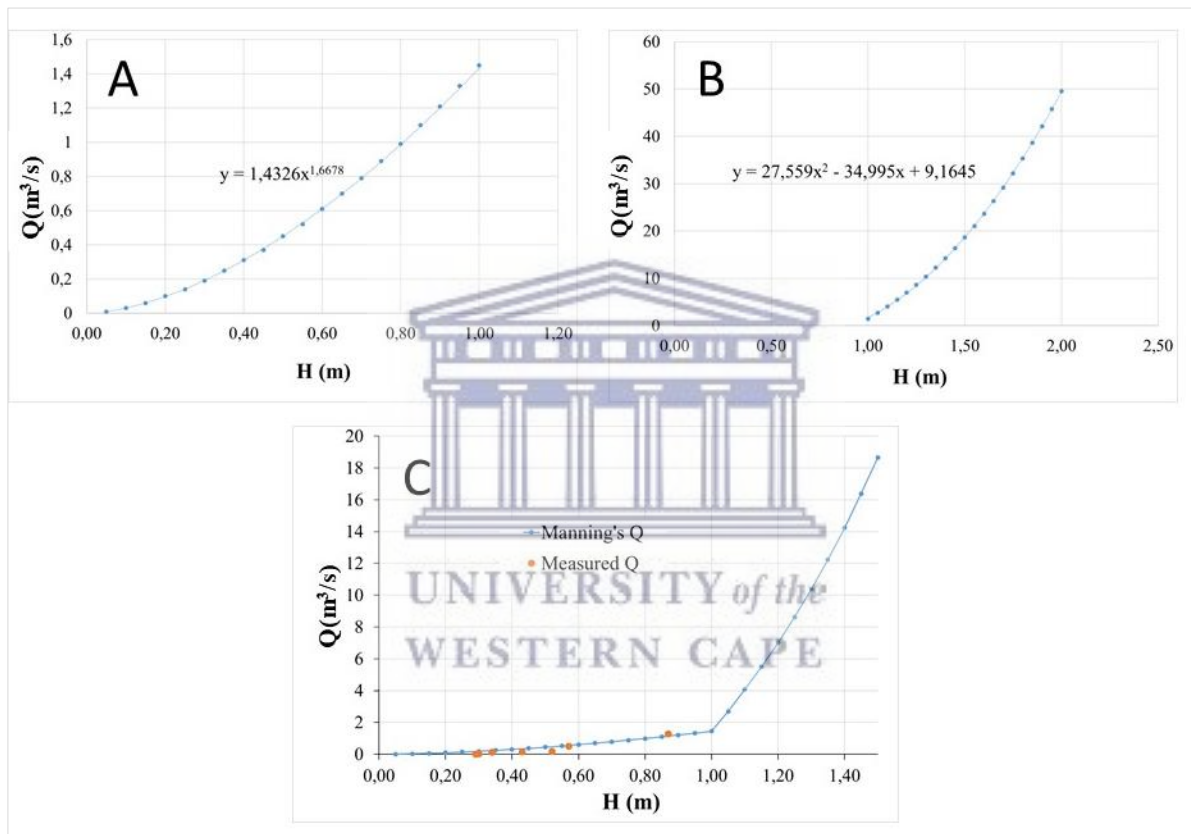 A
1,6
1,4
1,2
1
0,8
0,6
0,4
0,2
0
Q(m³/s)
y = 1,4326x^1,6678
0,00 0,20 0,40 0,60 0,80 1,00 1,20
H (m)
B
60
50
40
30
20
10
0
Q(m³/s)
y = 27,559x² - 34,995x + 9,1645
0,00 0,50 1,00 1,50 2,00 2,50
H (m)
C
20
18
16
14
12
10
8
6
4
2
0
Q(m³/s)
Manning's Q
Measured Q
0,00 0,20 0,40 0,60 0,80 1,00 1,20 1,40
H (m)
UNIVERSITY of the
WESTERN CAPE